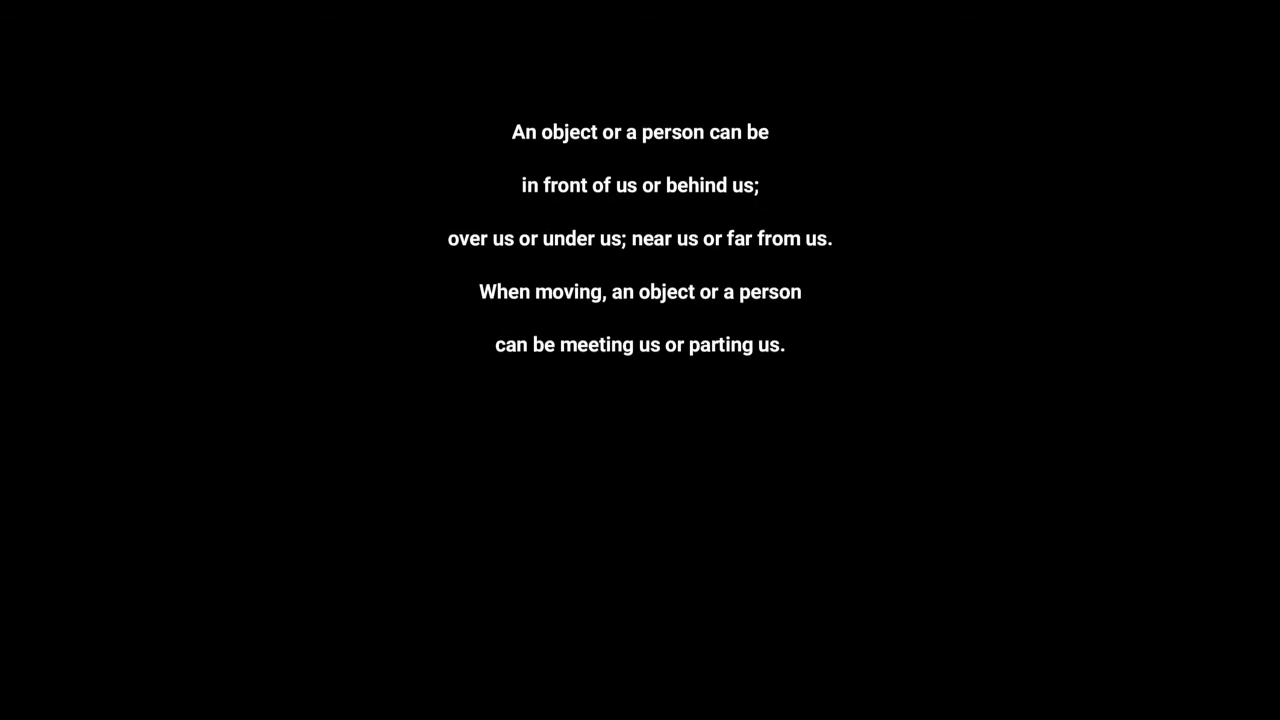 An object or a person can be
in front of us or behind us;
over us or under us; near us or far from us.
When moving, an object or a person
can be meeting us or parting us.